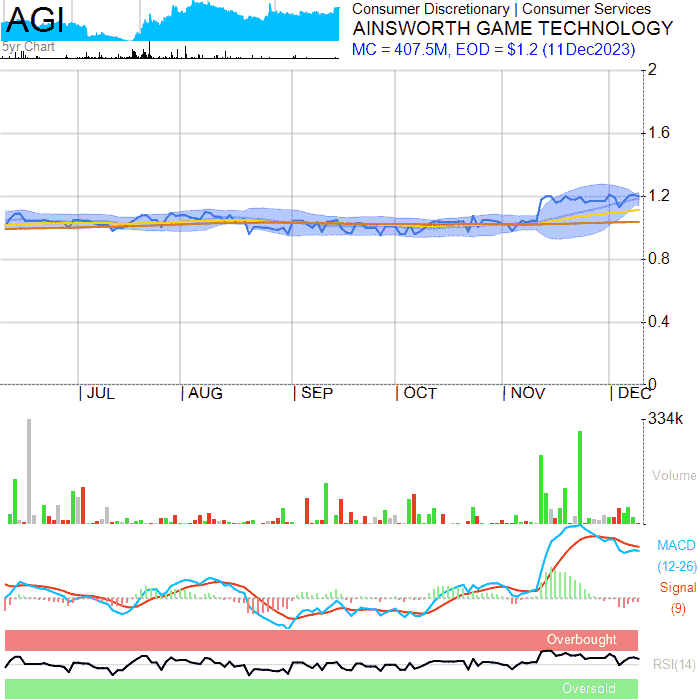 AGI
5yr Chart
Consumer Discretionary | Consumer Services
AINSWORTH GAME TECHNOLOGY
MC = 407.5M, EOD = $1.2 (11Dec2023)
2
1.6
1.2
0.8
0.4
0
JUL AUG SEP OCT NOV DEC
334k
Volume
MACD
(12-26)
Signal
(9)
Overbought
RSI(14)
Oversold